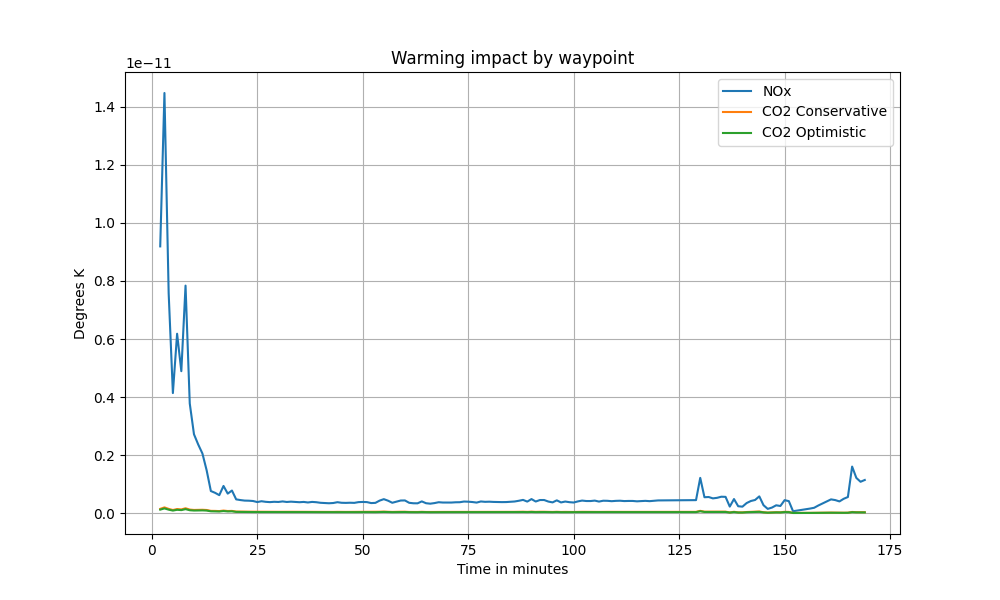 Warming impact by waypoint
1e−11
NOx
CO2 Conservative
CO2 Optimistic
1.4
1.2
1.0
0.8
0.6
0.4
0.2
0.0
Degrees K
0 25 50 75 100 125 150 175
Time in minutes